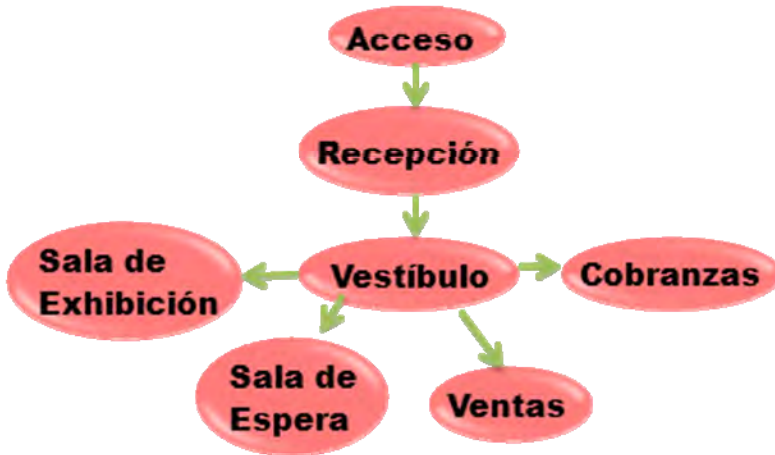 Acceso
Recepción
Sala de
Exhibición
Vestíbulo
Cobranzas
Sala de
Espera
Ventas